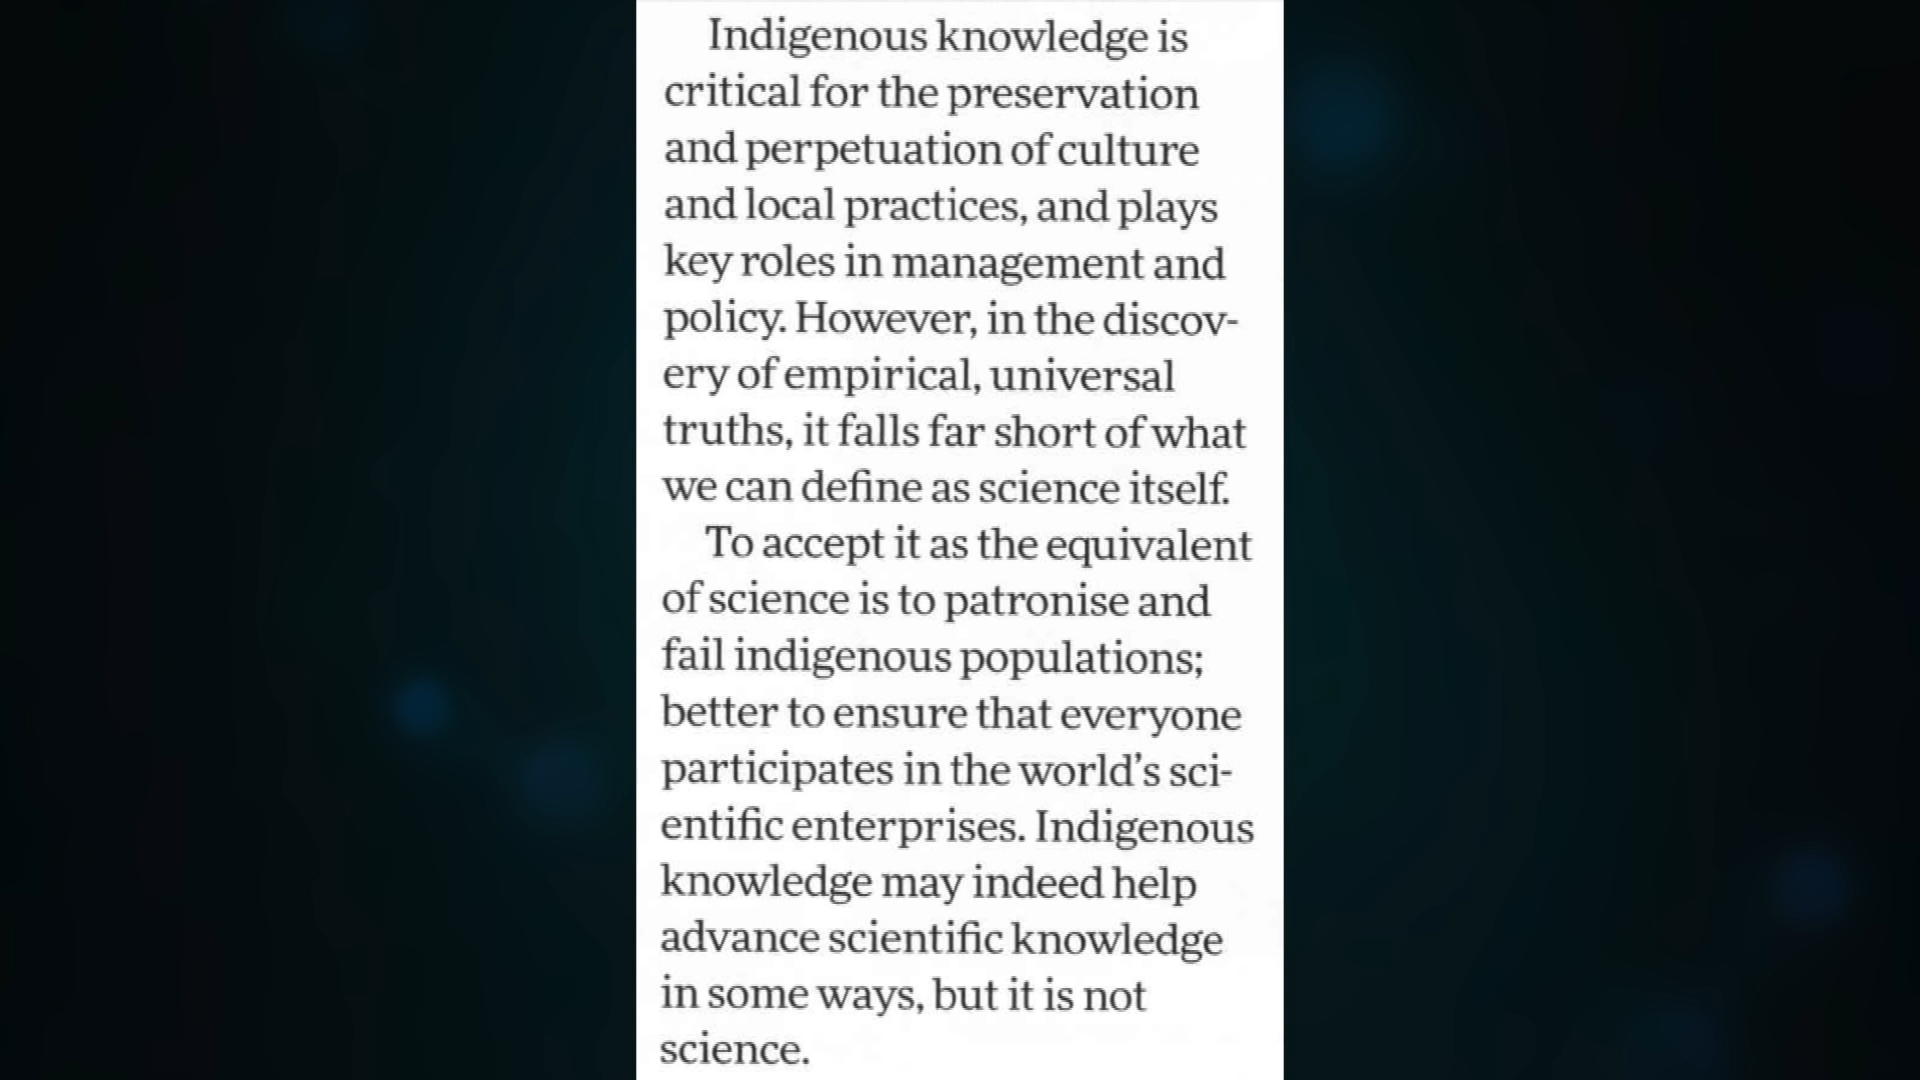 Indigenous knowledge is
critical for the preservation
and perpetuation of culture
and local practices, and plays
key roles in management and
policy. However, in the discov-
ery of empirical, universal
truths, it falls far short of what
we can define as science itself.
To accept it as the equivalent
of science is to patronise and
fail indigenous populations;
better to ensure that everyone
participates in the world’s sci-
entific enterprises. Indigenous
knowledge may indeed help
advance scientific knowledge
in some ways, but it is not
science.